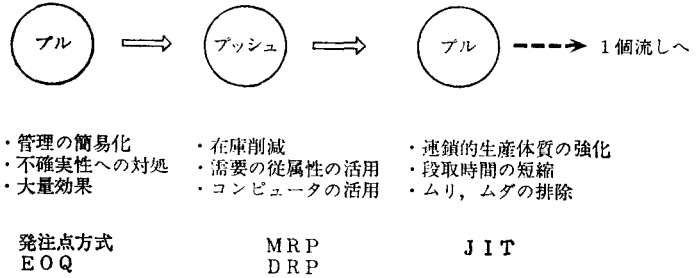 プル
プッシュ
プル
1個流しへ
・管理の簡易化
・不確実性への対処
・大量効果
・在庫削減
・需要の従属性の活用
・コンピュータの活用
・連鎖的生産体質の強化
・段取時間の短縮
・ムリ，ムダの排除
発注点方式
EOQ
MRP
DRP
JIT